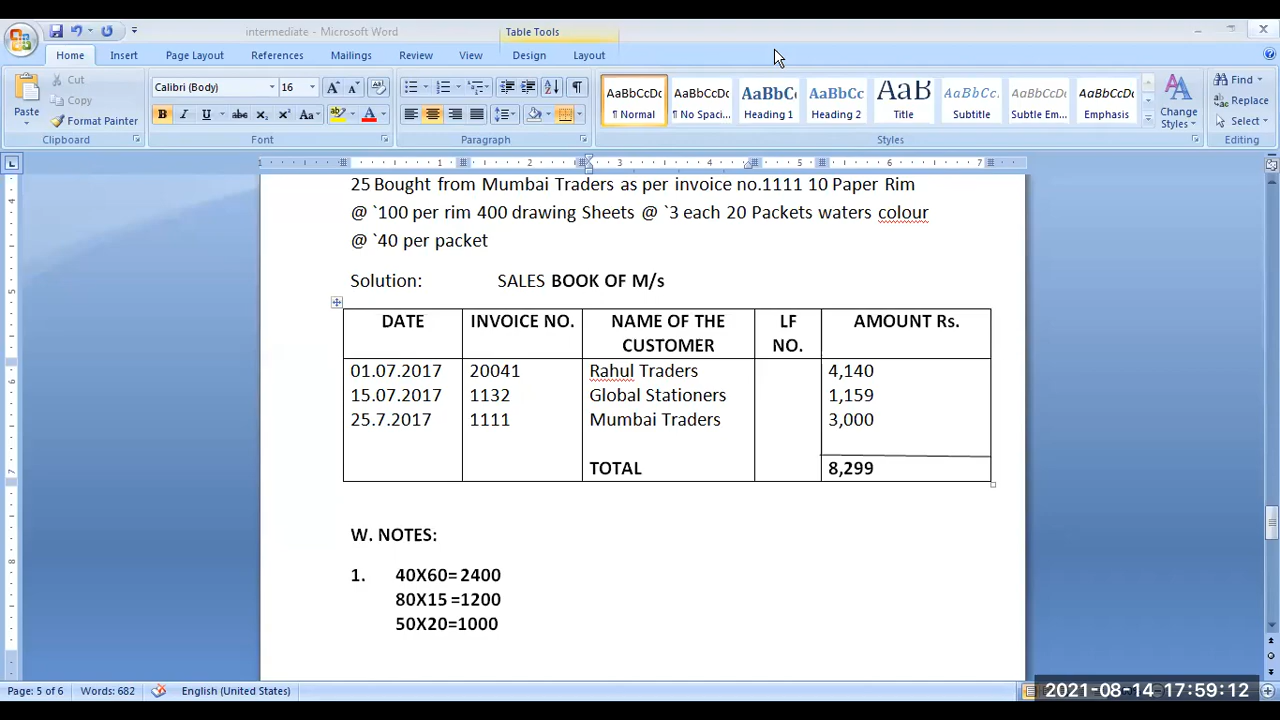 intermediate - Microsoft Word
Table Tools
Home Insert Page Layout References Mailings Review View Design Layout
Paste
Cut
Copy
Format Painter
Clipboard
Calibri (Body) 16
B I U abc X₂ X² Aa
Font
Paragraph
AaBbCcDc AaBbCcDc AaBbC AaBbCc AaB AaBbCc. AaBbCcDc AaBbCcDc
¶ Normal ¶ No Spaci... Heading 1 Heading 2 Title Subtitle Subtle Em... Emphasis
Change Styles
Styles
Find
Replace
Select
Editing
25 Bought from Mumbai Traders as per invoice no.1111 10 Paper Rim
@ `100 per rim 400 drawing Sheets @ `3 each 20 Packets waters colour
@ `40 per packet
Solution: SALES BOOK OF M/s
DATE INVOICE NO. NAME OF THE CUSTOMER LF NO. AMOUNT Rs.
01.07.2017 20041 Rahul Traders 4,140
15.07.2017 1132 Global Stationers 1,159
25.7.2017 1111 Mumbai Traders 3,000
TOTAL 8,299
W. NOTES:
1. 40X60=2400
80X15 =1200
50X20=1000
Page: 5 of 6 Words: 682 English (United States)
2021-08-14 17:59:12